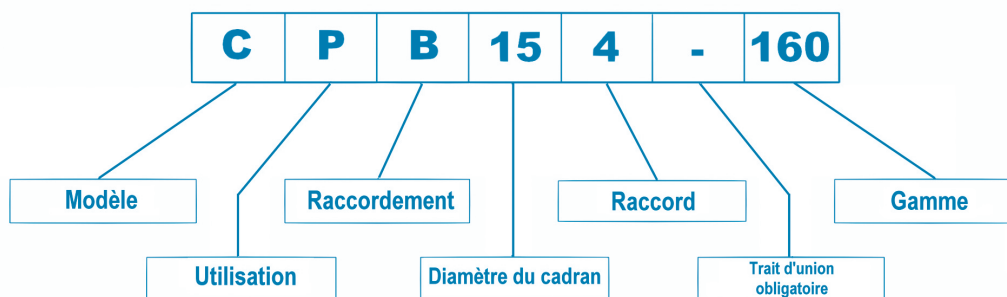 C P B 15 4 - 160
Modèle Raccordement Raccord Gamme
Utilisation Diamètre du cadran Trait d'union
obligatoire